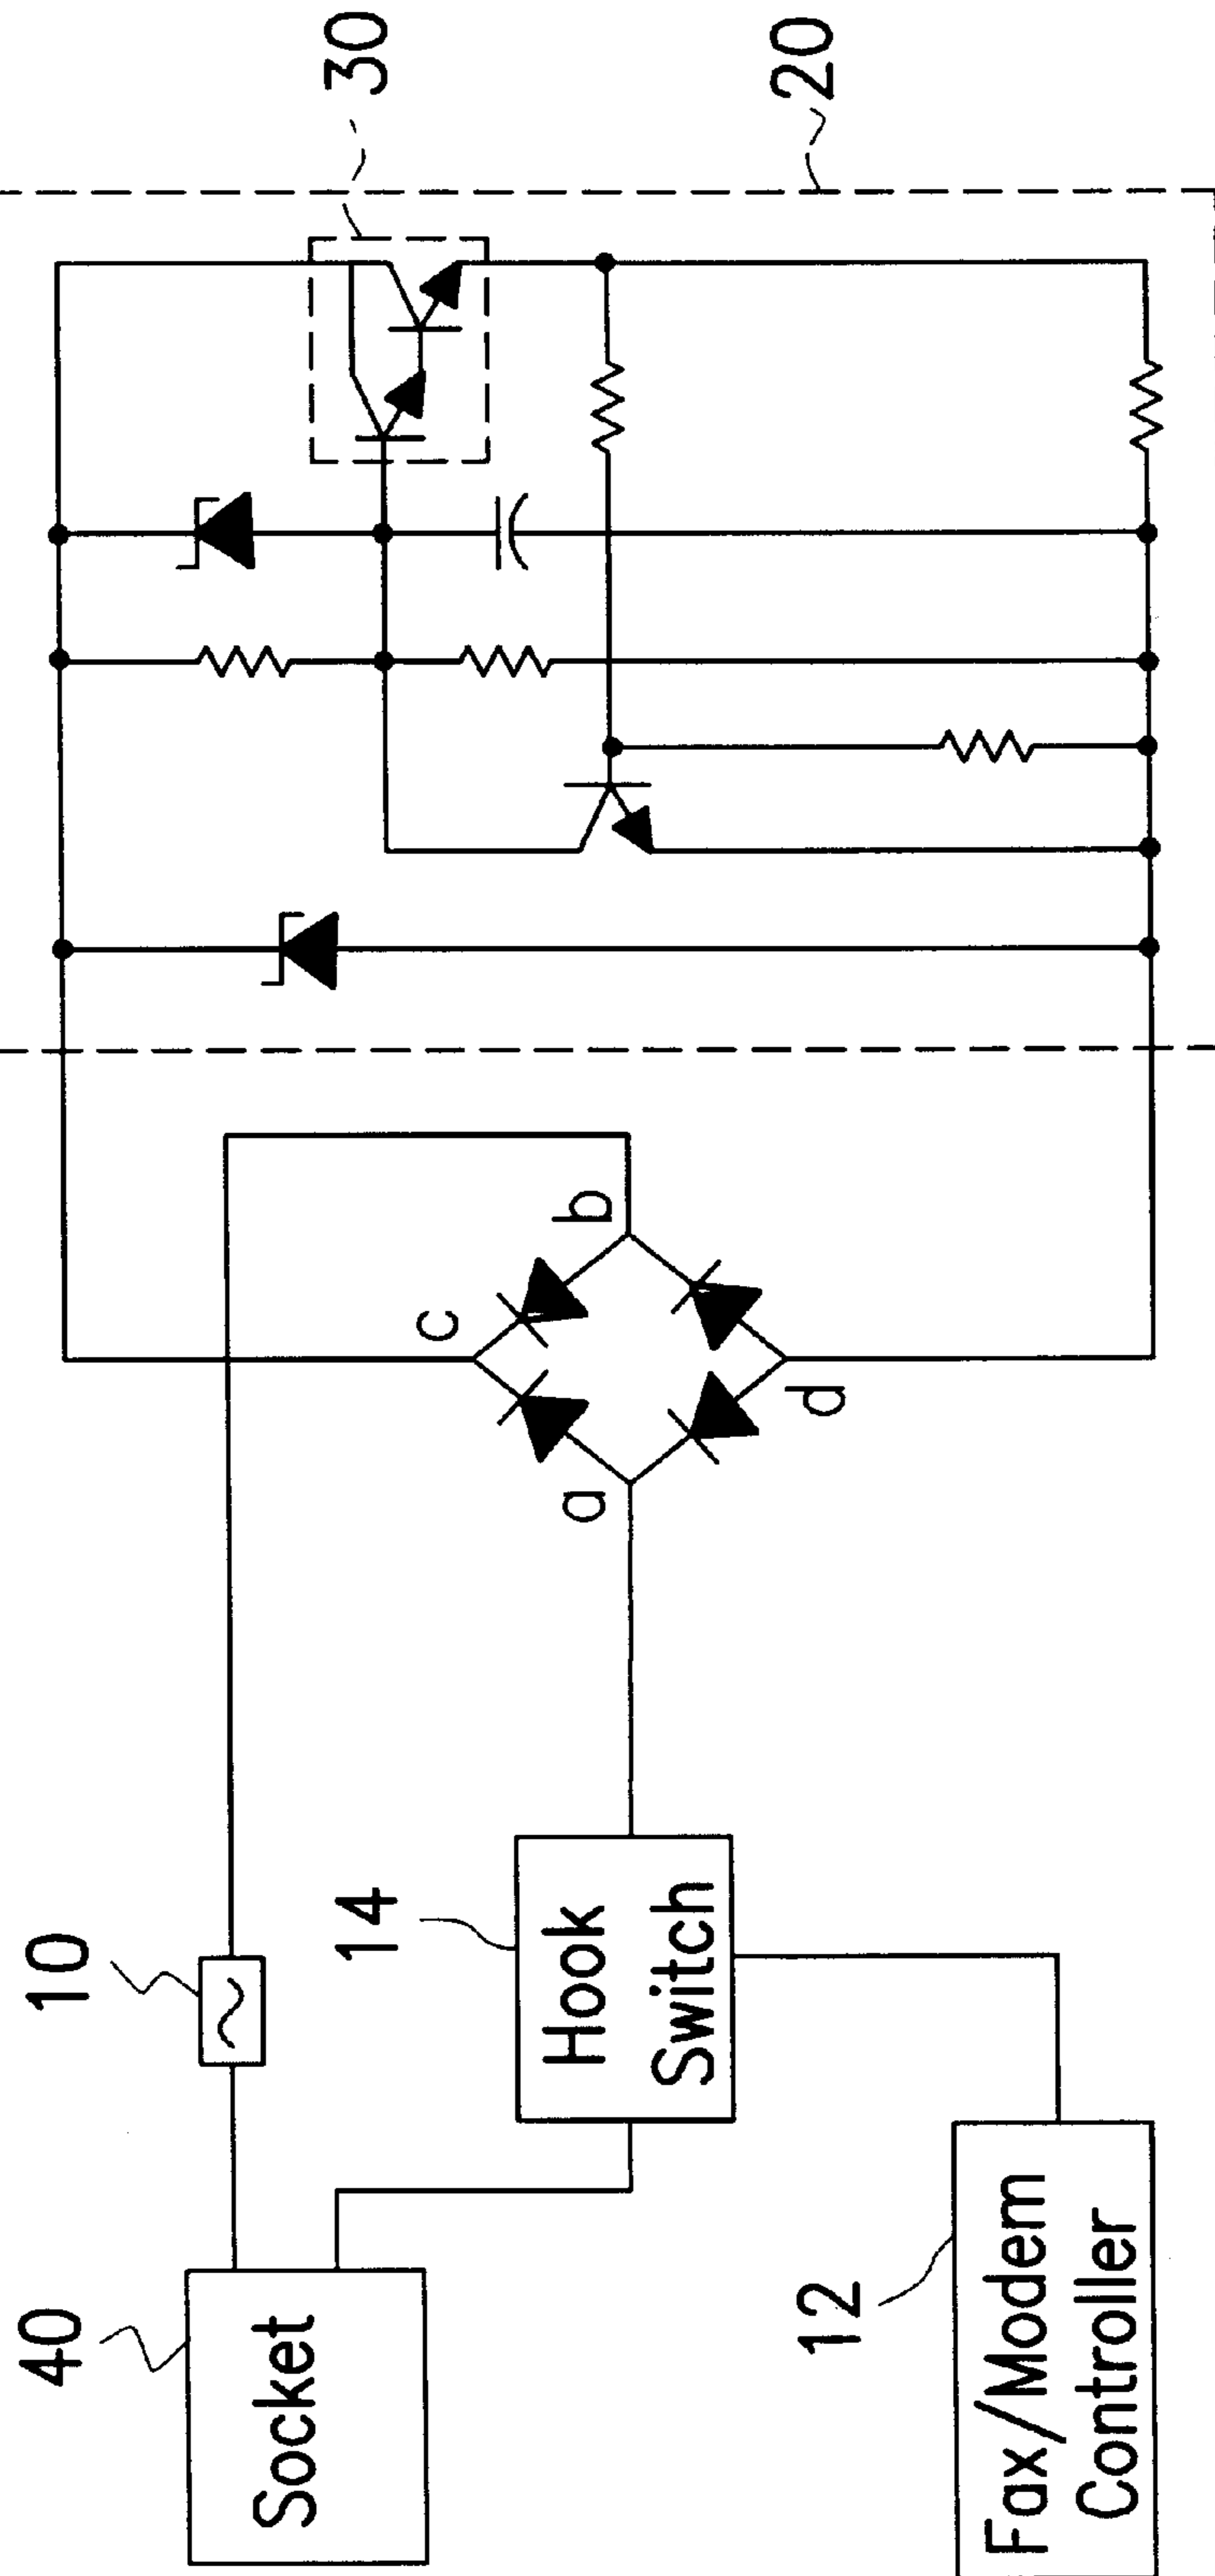 40
Socket
10
14
Hook
Switch
12
Fax/Modem
Controller
a
b
c
d
30
20